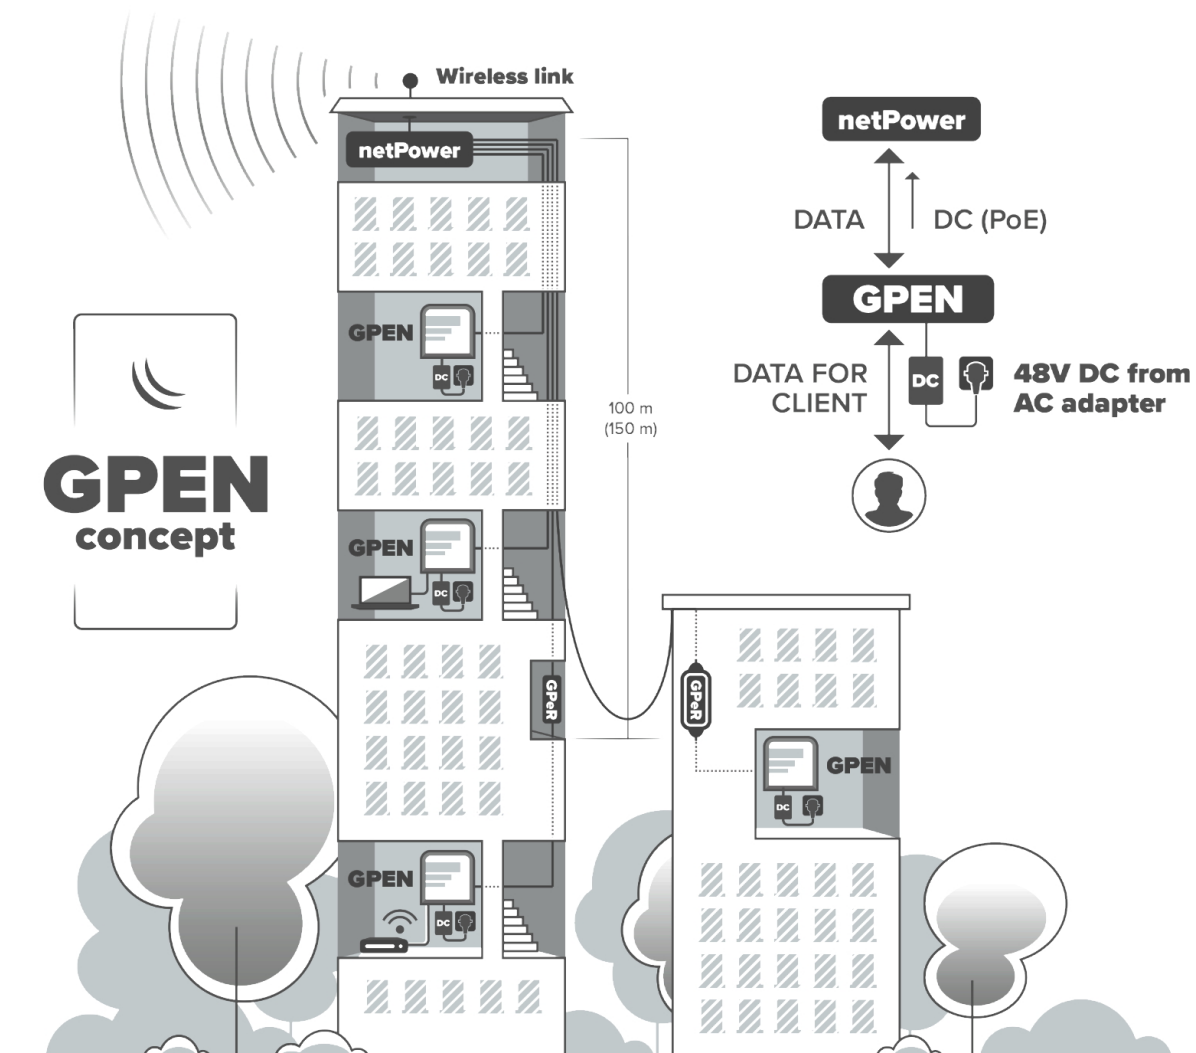 Wireless link
netPower
GPEN
DC
100 m
(150 m)
GPEN
DC
GPeR
GPEN
DC
GPEN
concept
GPeR
GPEN
DC
netPower
DATA
DC (PoE)
GPEN
DATA FOR
CLIENT
DC
48V DC from
AC adapter